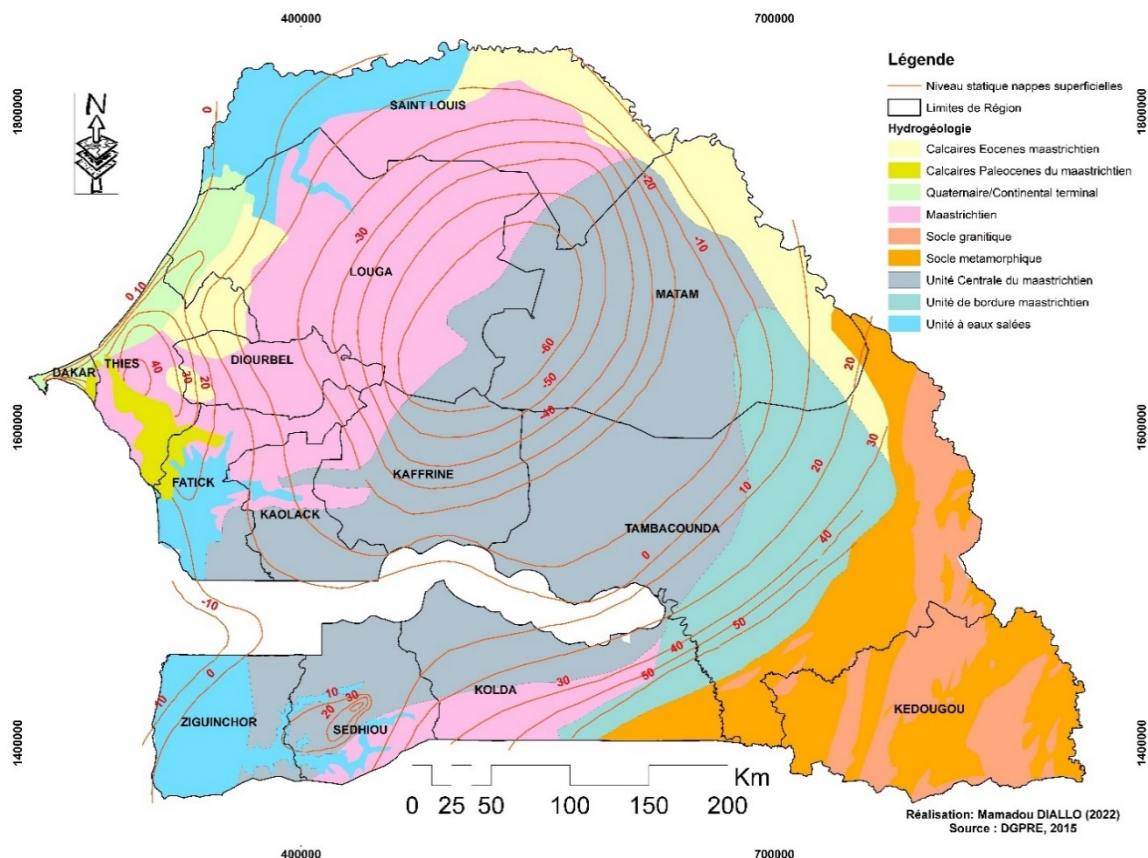 400000
700000
Légende
Niveau statique nappes superficielles
Limites de Région
Hydrogéologie
Calcaires Eocenes maastrichtien
Calcaires Paleocenes du maastrichtien
Quaternaire/Continental terminal
Maastrichtien
Socle granitique
Socle metamorphique
Unité Centrale du maastrichtien
Unité de bordure maastrichtien
Unité à eaux salées
N
1800000
1800000
0
SAINT LOUIS
-20
-30
-10
LOUGA
MATAM
0
10
-60
DAKAR
THIES
40
30
20
DIOURBEL
-50
-40
20
30
1600000
1600000
FATICK
KAFFRINE
KAOLACK
10
20
TAMBACOUNDA
40
0
-10
50
40
0
10
30
50
10
30
20
KOLDA
ZIGUINCHOR
SEDHIOU
KEDOUGOU
1400000
1400000
0 25 50 100 150 200
Km
Réalisation: Mamadou DIALLO (2022)
Source : DGPRE, 2015
400000
700000